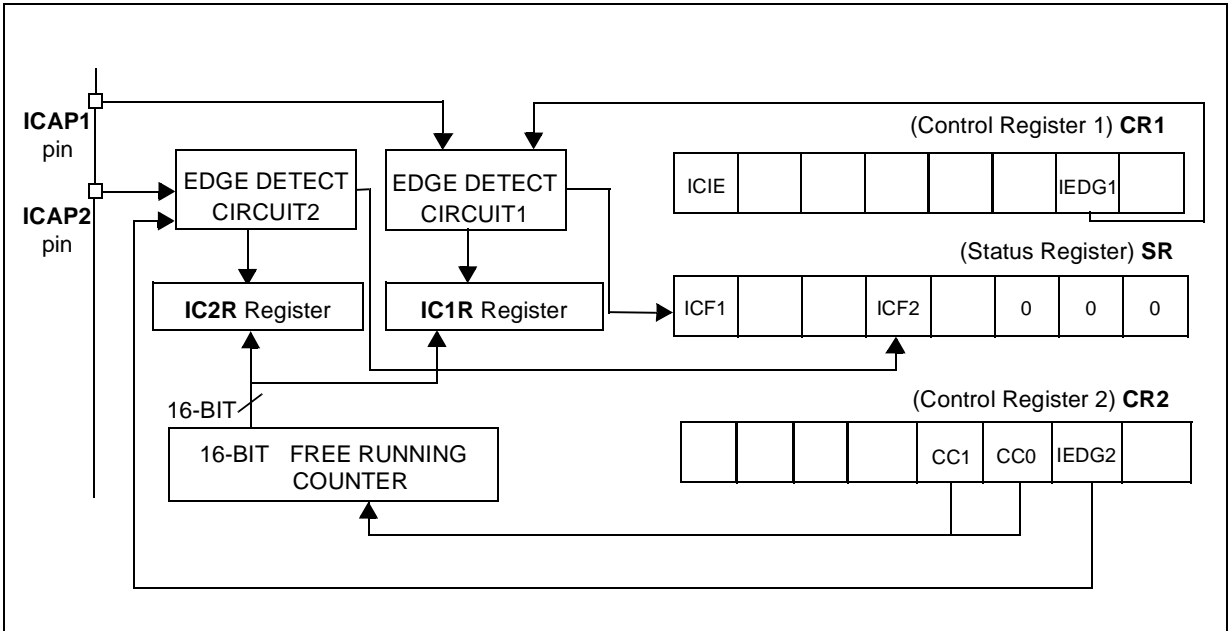 ICAP1
pin
ICAP2
pin
EDGE DETECT
CIRCUIT2
EDGE DETECT
CIRCUIT1
IC2R Register
IC1R Register
16-BIT
16-BIT FREE RUNNING
COUNTER
(Control Register 1) CR1
ICIE IEDG1
(Status Register) SR
ICF1 ICF2 0 0 0
(Control Register 2) CR2
CC1 CC0 IEDG2